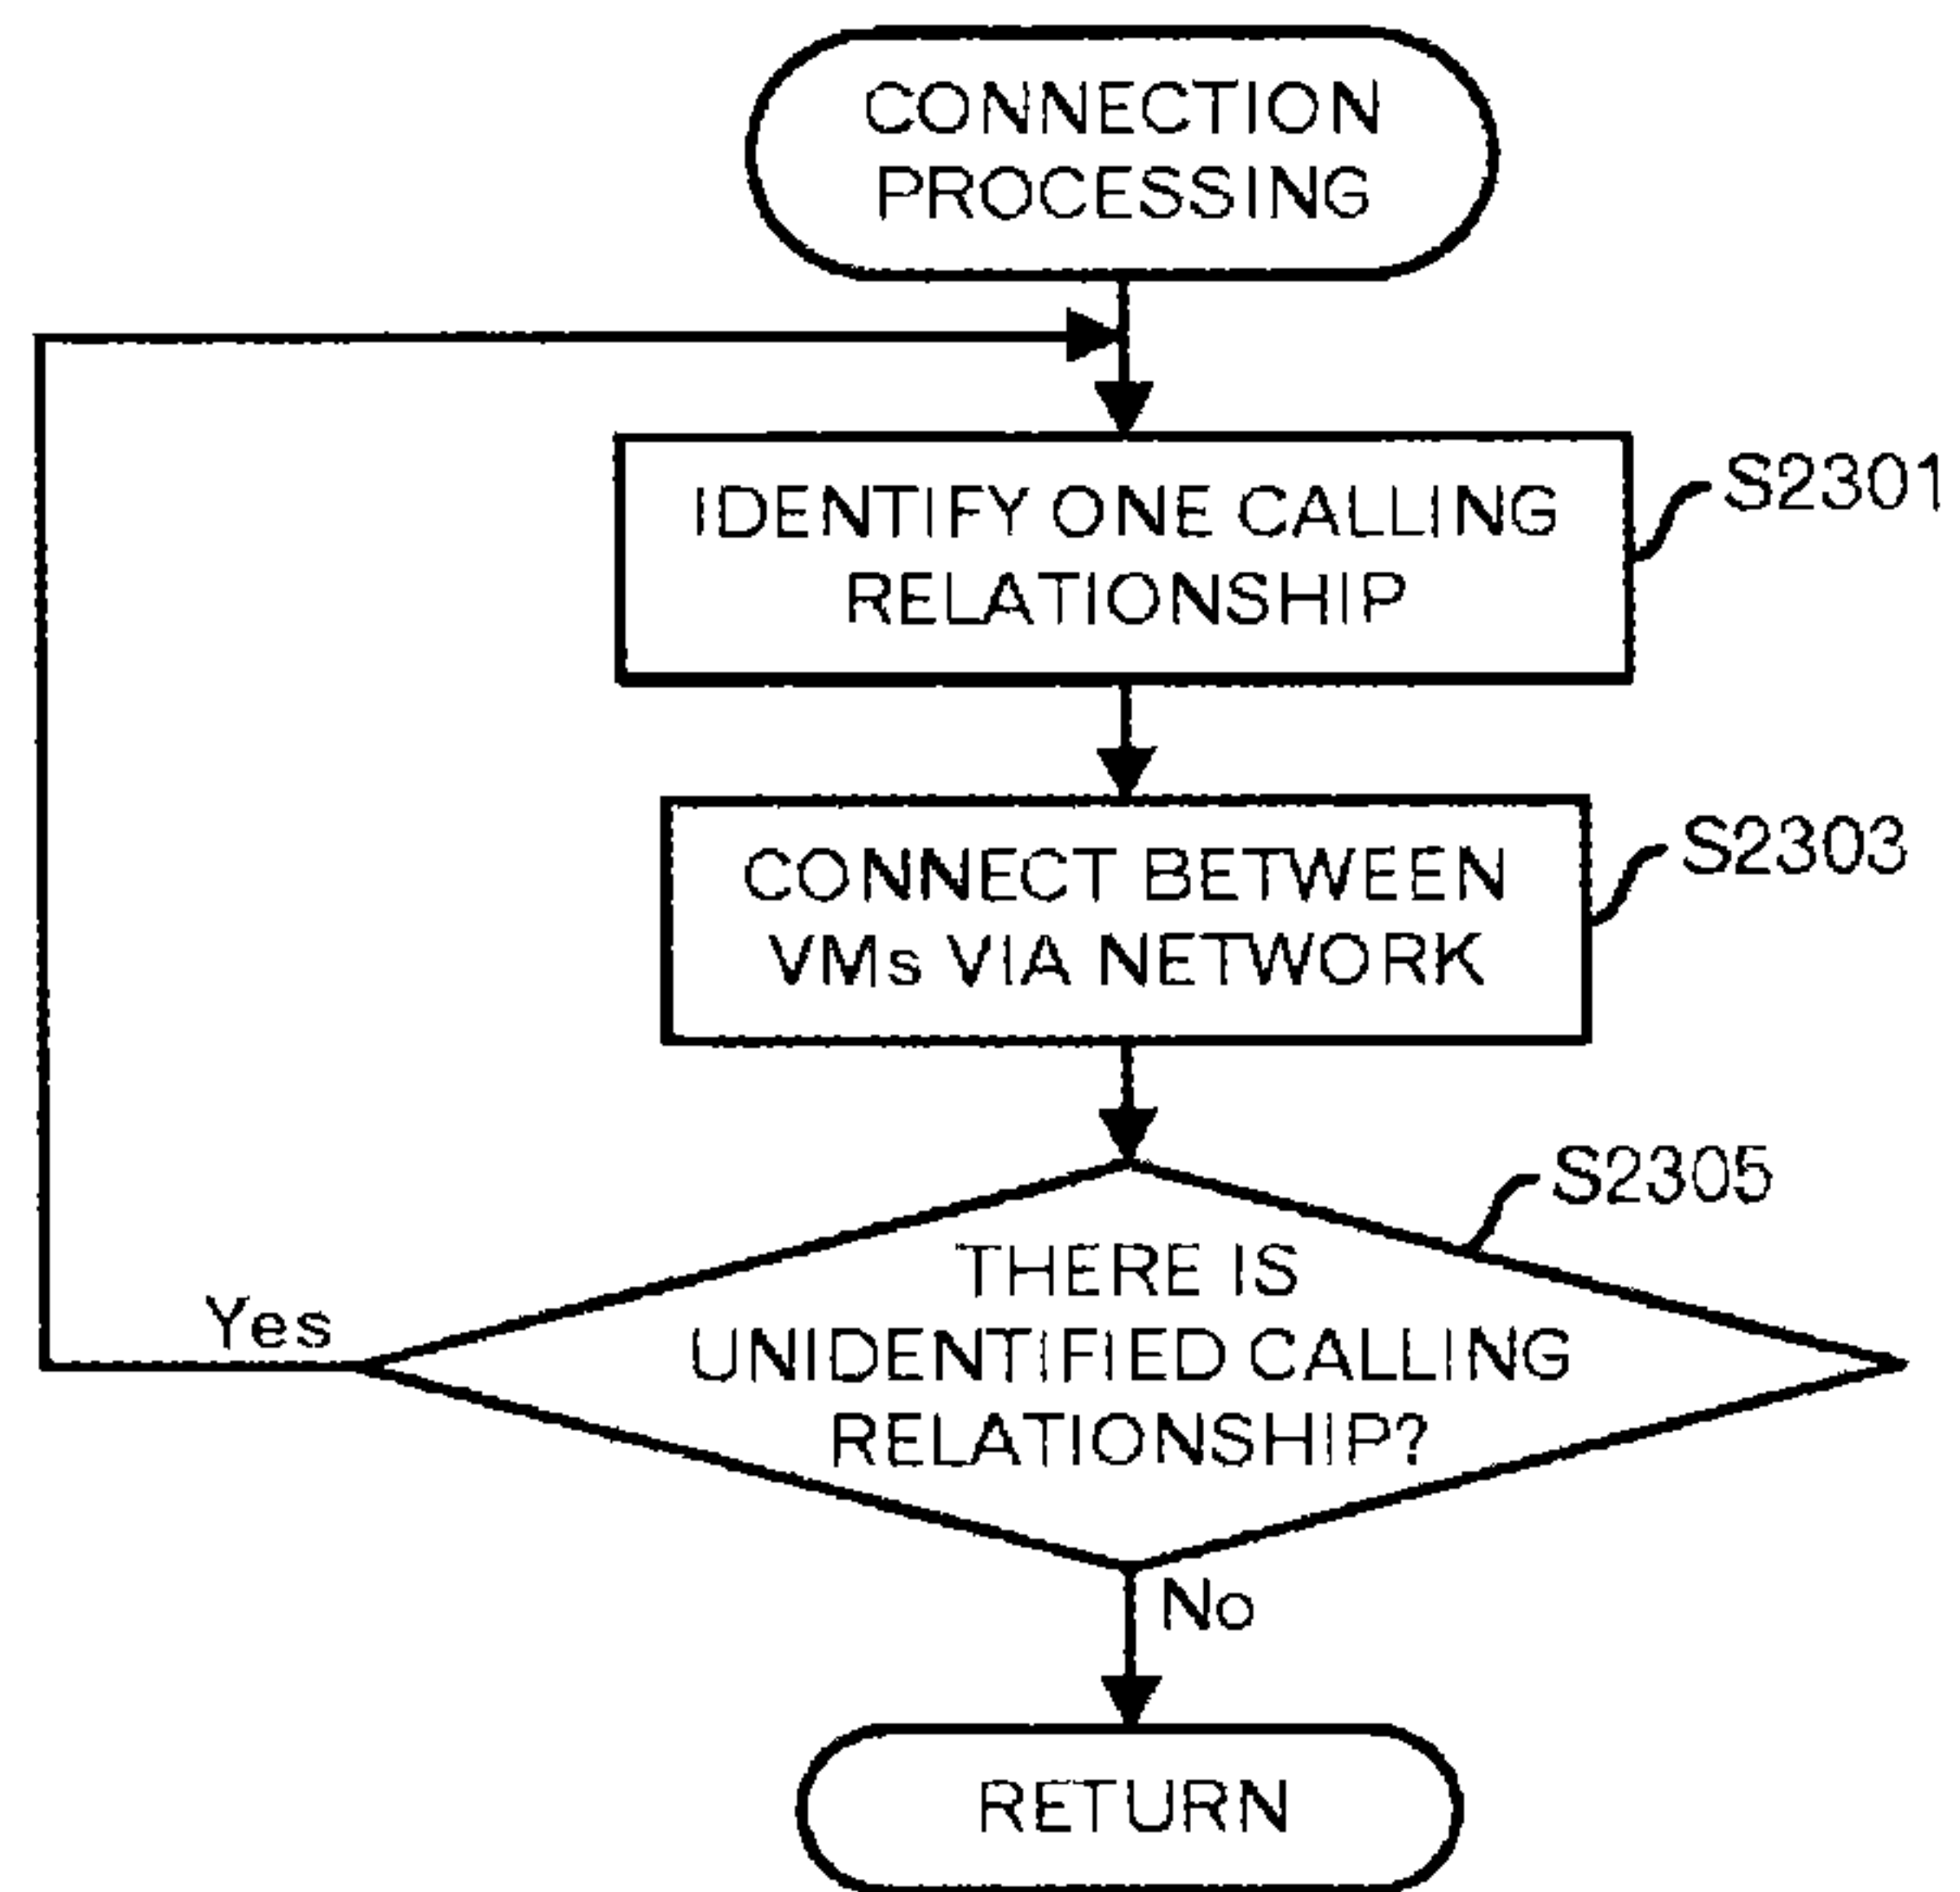 CONNECTION
PROCESSING
IDENTIFY ONE CALLING
RELATIONSHIP
S2301
CONNECT BETWEEN
VMs VIA NETWORK
S2303
S2305
THERE IS
UNIDENTIFIED CALLING
RELATIONSHIP?
Yes
No
RETURN